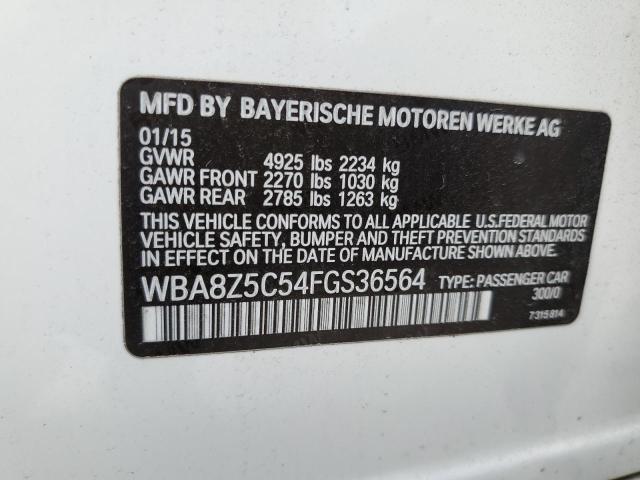 MFD BY BAYERISCHE MOTOREN WERKE AG
01/15
GVWR 4925 lbs 2234 kg
GAWR FRONT 2270 lbs 1030 kg
GAWR REAR 2785 lbs 1263 kg
THIS VEHICLE CONFORMS TO ALL APPLICABLE U.S.FEDERAL MOTOR
VEHICLE SAFETY, BUMPER AND THEFT PREVENTION STANDARDS
IN EFFECT ON THE DATE OF MANUFACTURE SHOWN ABOVE.
WBA8Z5C54FGS36564 TYPE: PASSENGER CAR
300/0
7315814